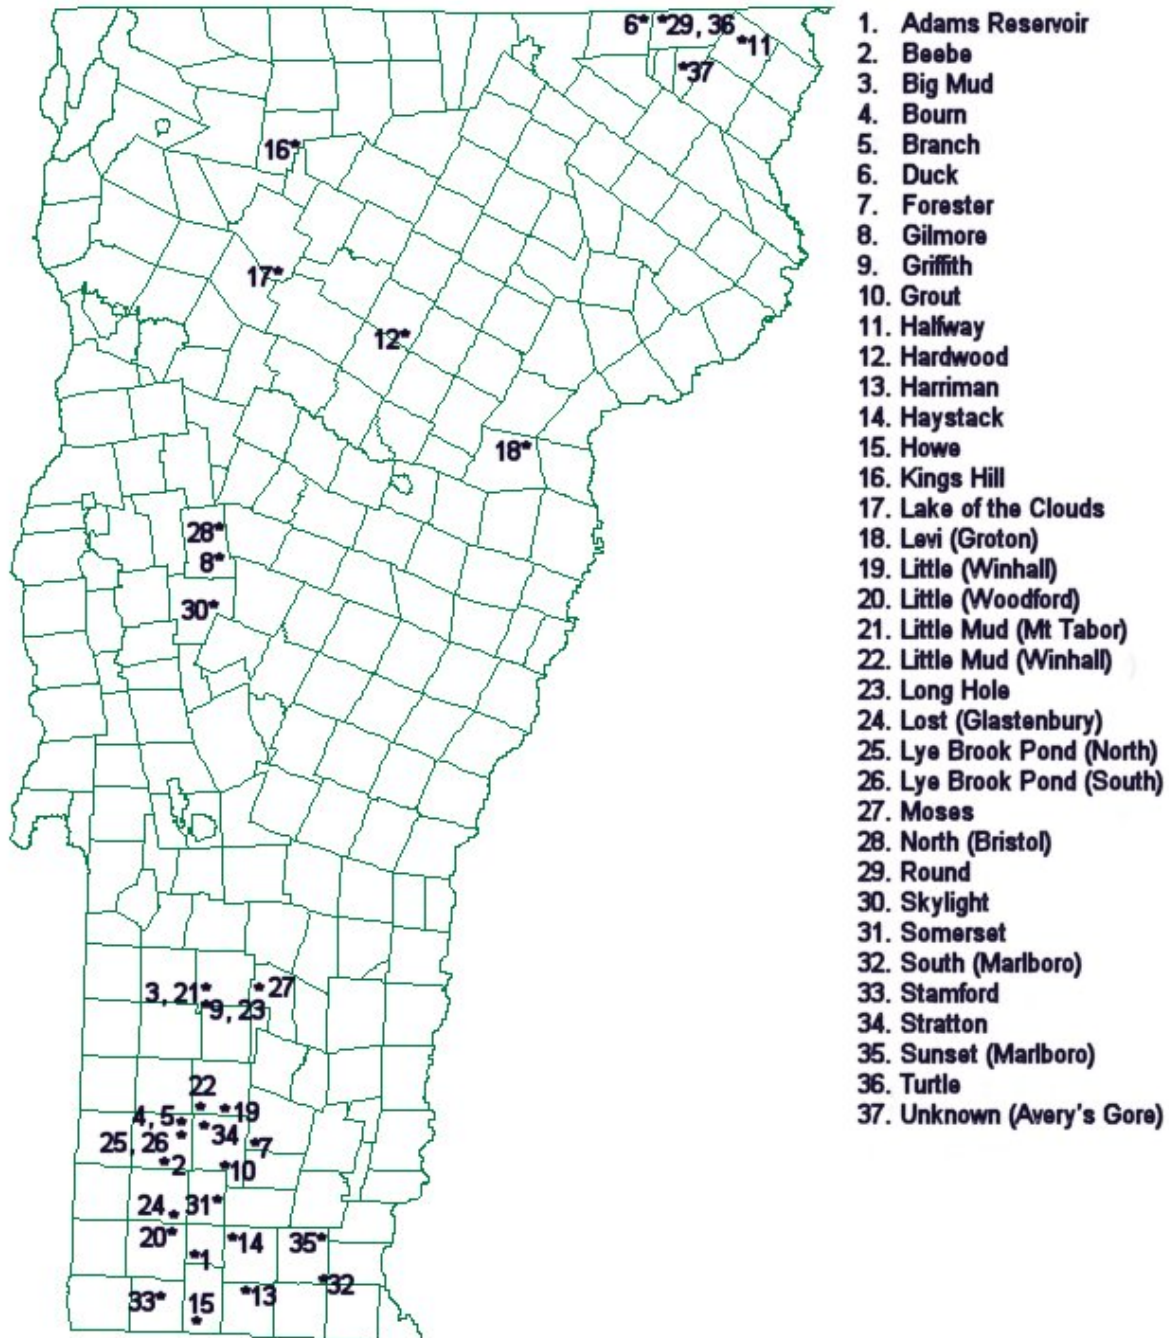 6* *29, 36
*11
*37
16*
17*
12*
18*
28*
8*
30*
3, 21* * 27
*9, 23
22
* *19
4, 5* *34
25, 26 * *7
*2 *10
24 * 31*
20* *14 35*
*1
*32
33* 15 *13
*
1. Adams Reservoir
2. Beebe
3. Big Mud
4. Bourn
5. Branch
6. Duck
7. Forester
8. Gilmore
9. Griffith
10. Grout
11. Halfway
12. Hardwood
13. Harriman
14. Haystack
15. Howe
16. Kings Hill
17. Lake of the Clouds
18. Levi (Groton)
19. Little (Winhall)
20. Little (Woodford)
21. Little Mud (Mt Tabor)
22. Little Mud (Winhall)
23. Long Hole
24. Lost (Glastenbury)
25. Lye Brook Pond (North)
26. Lye Brook Pond (South)
27. Moses
28. North (Bristol)
29. Round
30. Skylight
31. Somerset
32. South (Marlboro)
33. Stamford
34. Stratton
35. Sunset (Marlboro)
36. Turtle
37. Unknown (Avery's Gore)